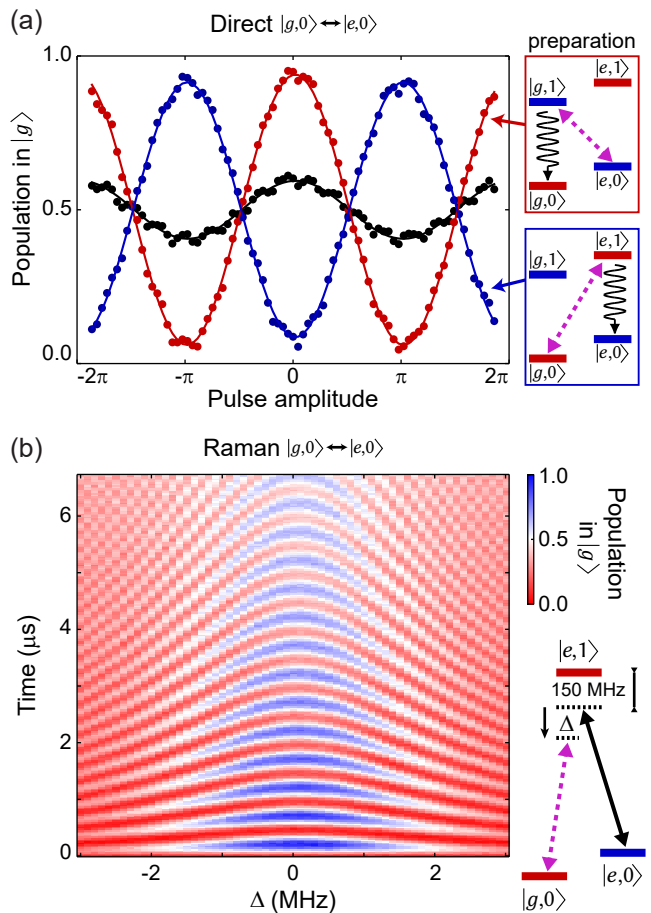 (a)
Direct |g,0⟩↔|e,0⟩
Population in |g⟩
1.0
0.5
0.0
-2π
-π
0
π
2π
Pulse amplitude
preparation
|e,1⟩
|g,1⟩
|e,0⟩
|g,0⟩
|e,1⟩
|g,1⟩
|e,0⟩
|g,0⟩
(b)
Raman |g,0⟩↔|e,0⟩
Time (μs)
6
4
2
0
-2
0
2
Δ (MHz)
1.0
0.5
0.0
Population
in |g⟩
|e,1⟩
150 MHz
Δ
|g,0⟩
|e,0⟩